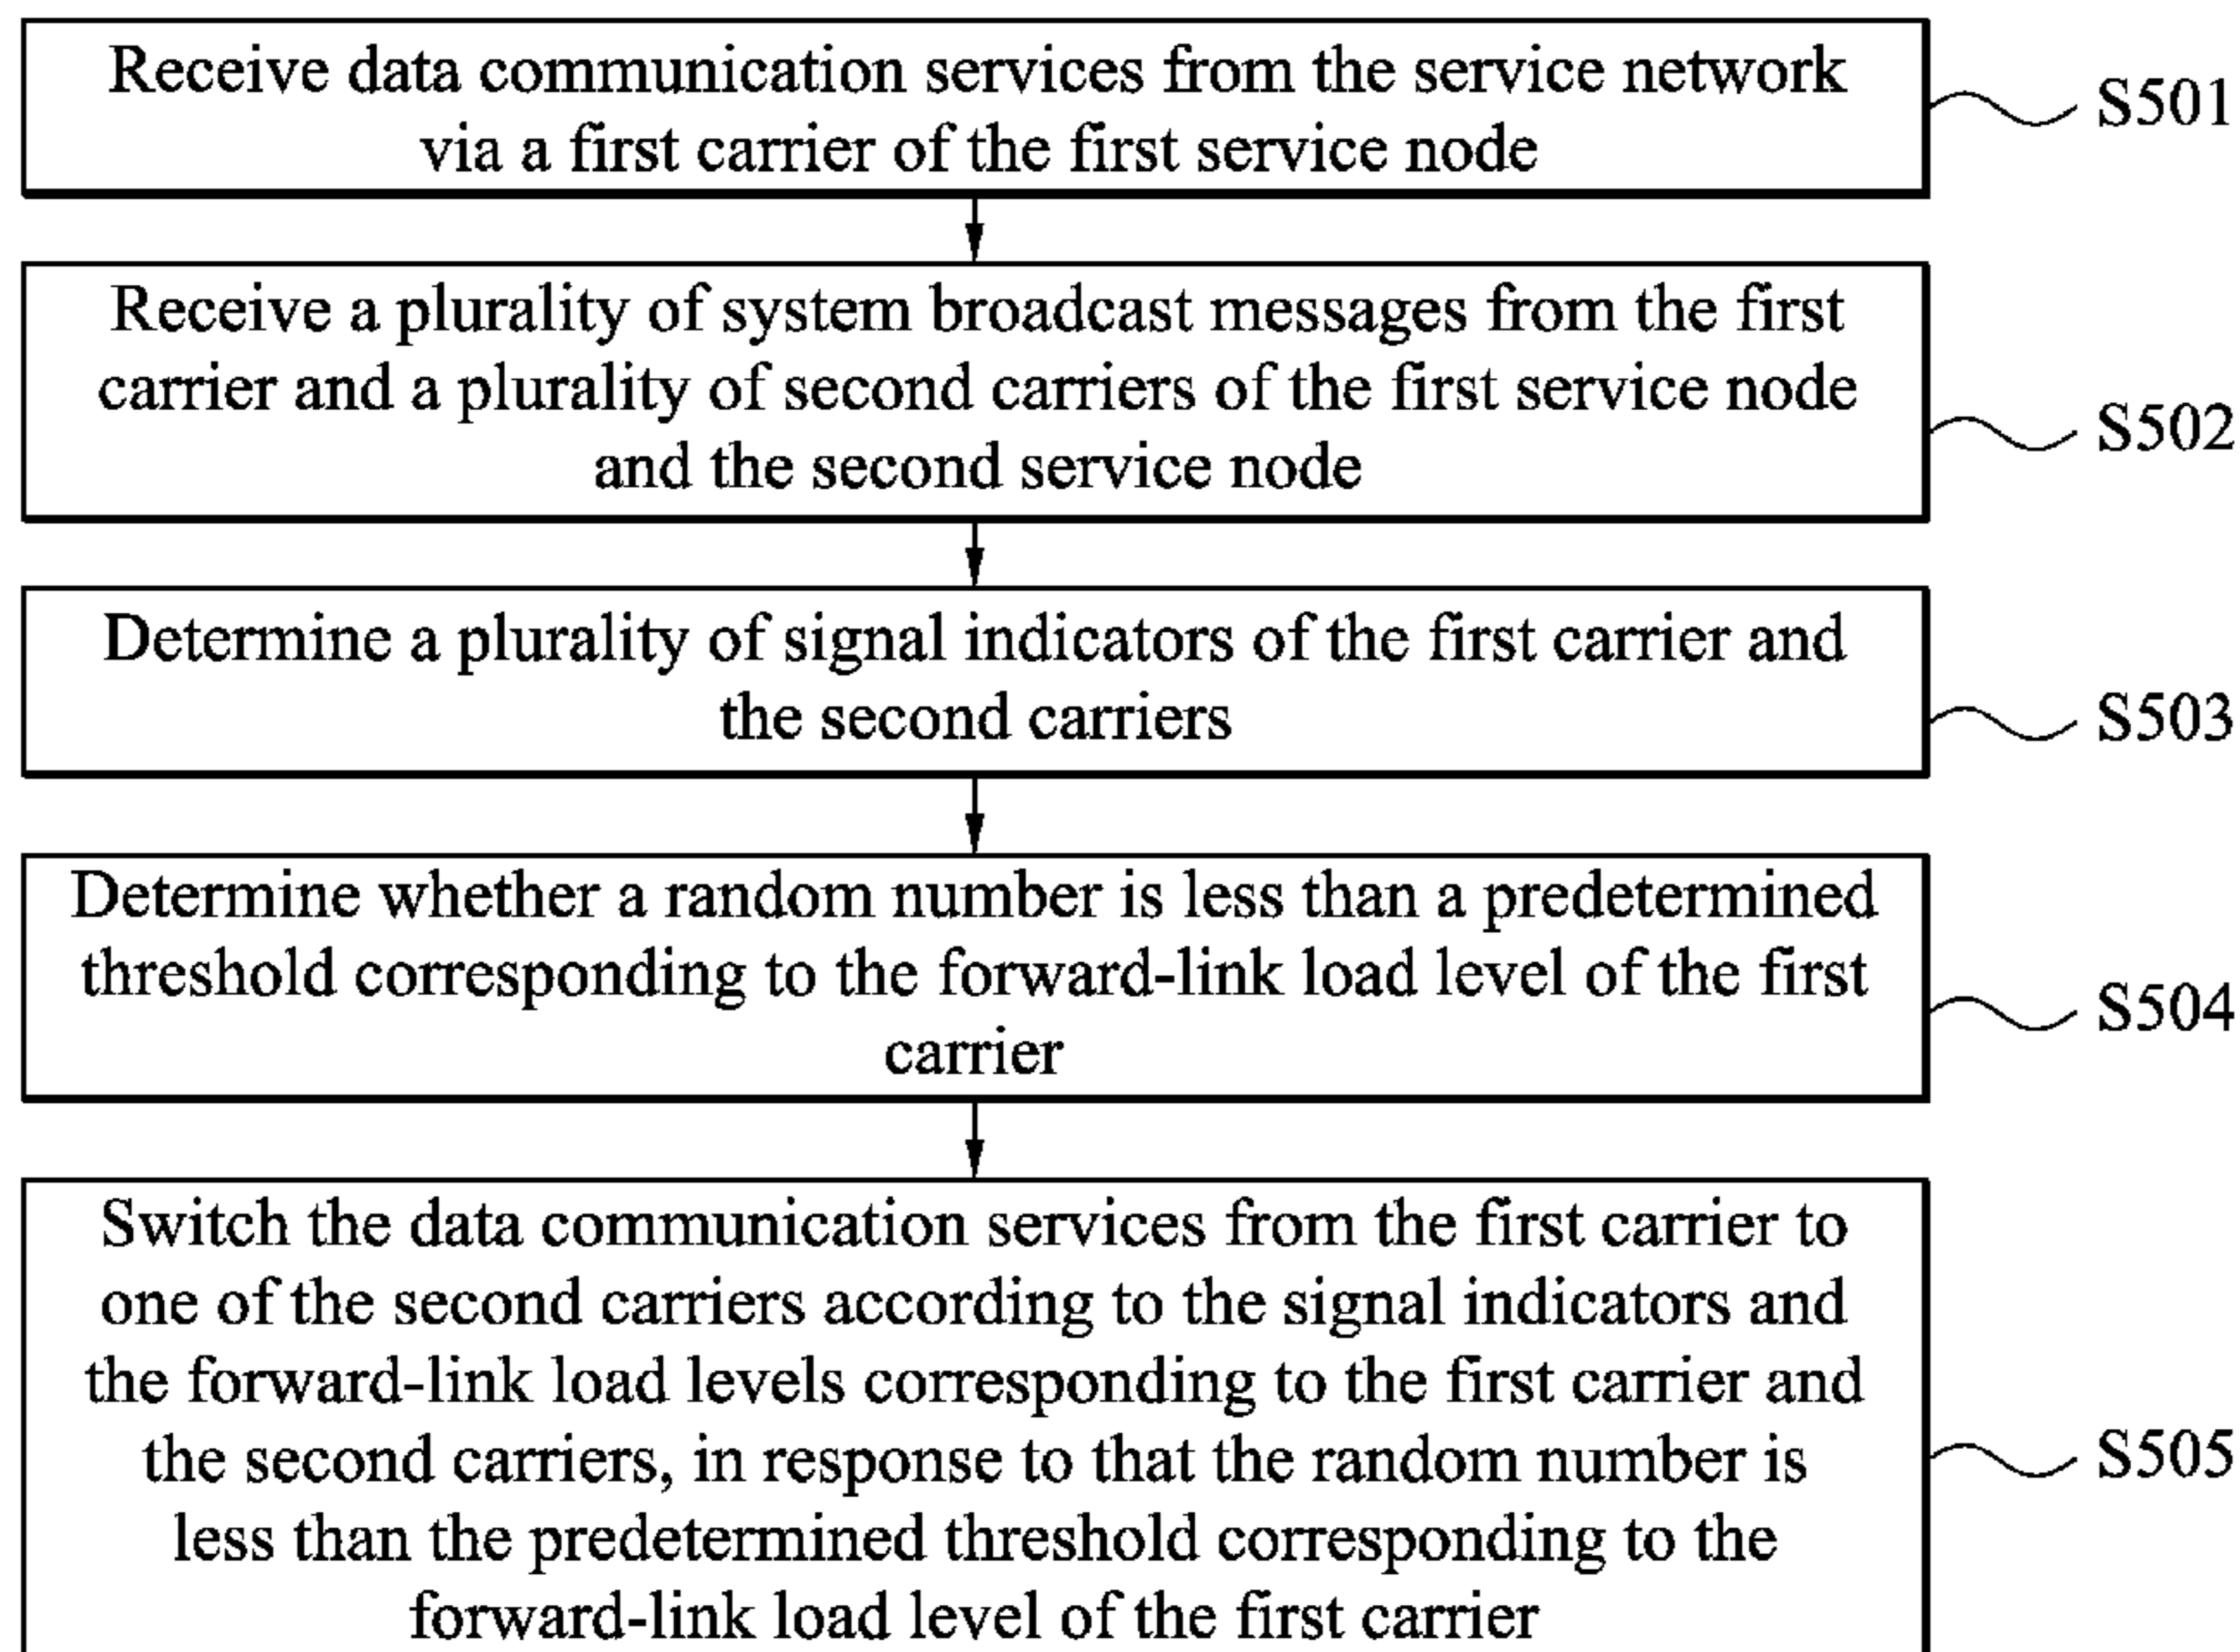 Receive data communication services from the service network
via a first carrier of the first service node
S501
Receive a plurality of system broadcast messages from the first
carrier and a plurality of second carriers of the first service node
and the second service node
S502
Determine a plurality of signal indicators of the first carrier and
the second carriers
S503
Determine whether a random number is less than a predetermined
threshold corresponding to the forward-link load level of the first
carrier
S504
Switch the data communication services from the first carrier to
one of the second carriers according to the signal indicators and
the forward-link load levels corresponding to the first carrier and
the second carriers, in response to that the random number is
less than the predetermined threshold corresponding to the
forward-link load level of the first carrier
S505